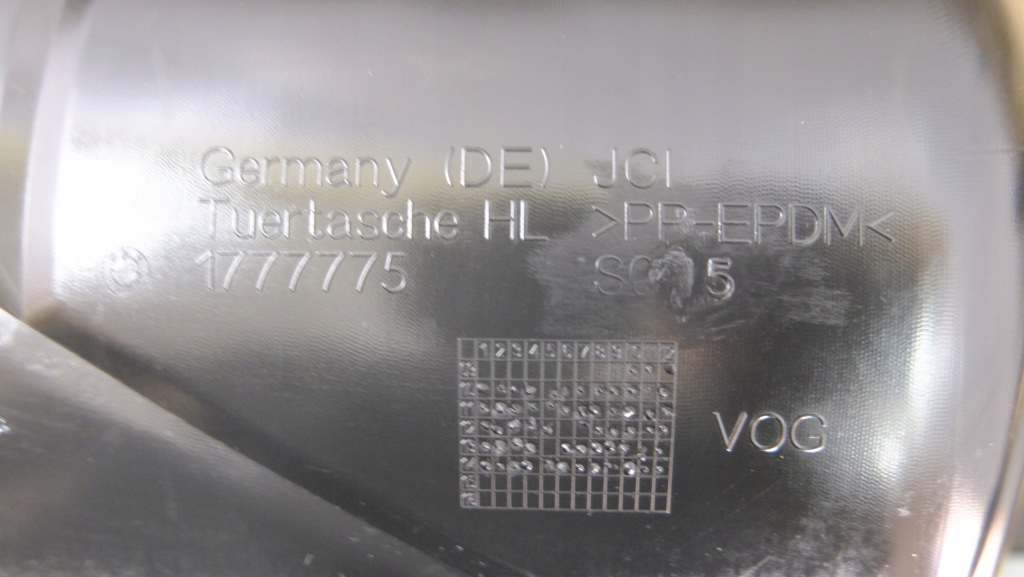 Germany (DE) JCI
Tuertasche HL >PP-EPDM<
1777775
VOG